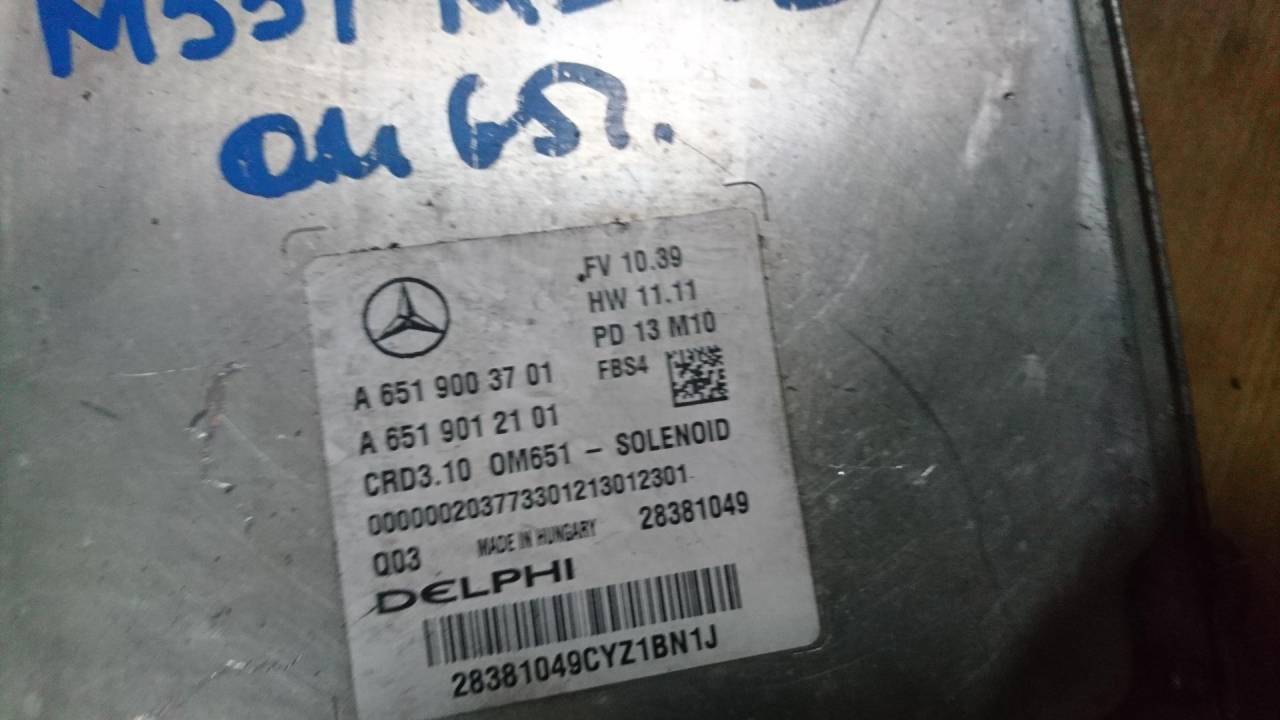 OM 651.
FV 10.39
HW 11.11
PD 13 M10
FBS4
A 651 900 37 01
A 651 901 21 01
CRD3.10 OM651 – SOLENOID
00000020377330121301230​1
Q03 MADE IN HUNGARY 28381049
DELPHI
28381049CYZ1BN1J